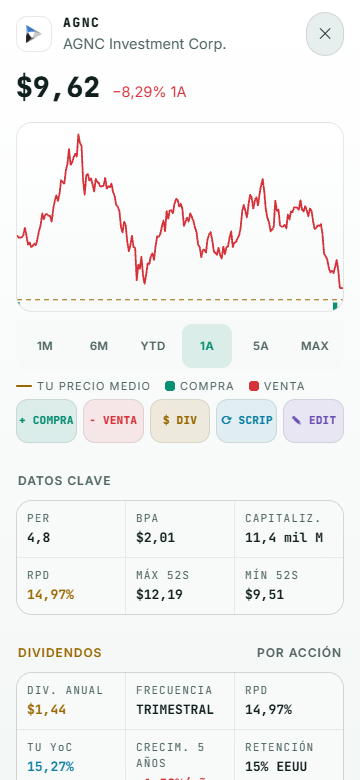 AGNC
AGNC Investment Corp.
$9,62 −8,29% 1A
1M 6M YTD 1A 5A MAX
TU PRECIO MEDIO COMPRA VENTA
+ COMPRA - VENTA $ DIV SCRIP EDIT
DATOS CLAVE
PER BPA CAPITALIZ.
4,8 $2,01 11,4 mil M
RPD MÁX 52S MÍN 52S
14,97% $12,19 $9,51
DIVIDENDOS POR ACCIÓN
DIV. ANUAL FRECUENCIA RPD
$1,44 TRIMESTRAL 14,97%
TU YoC CRECIM. 5 AÑOS RETENCIÓN
15,27% 15% EEUU